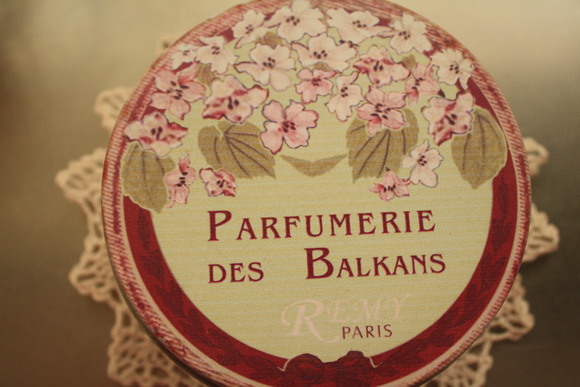 PARFUMERIE
DES BALKANS
REMY
PARIS